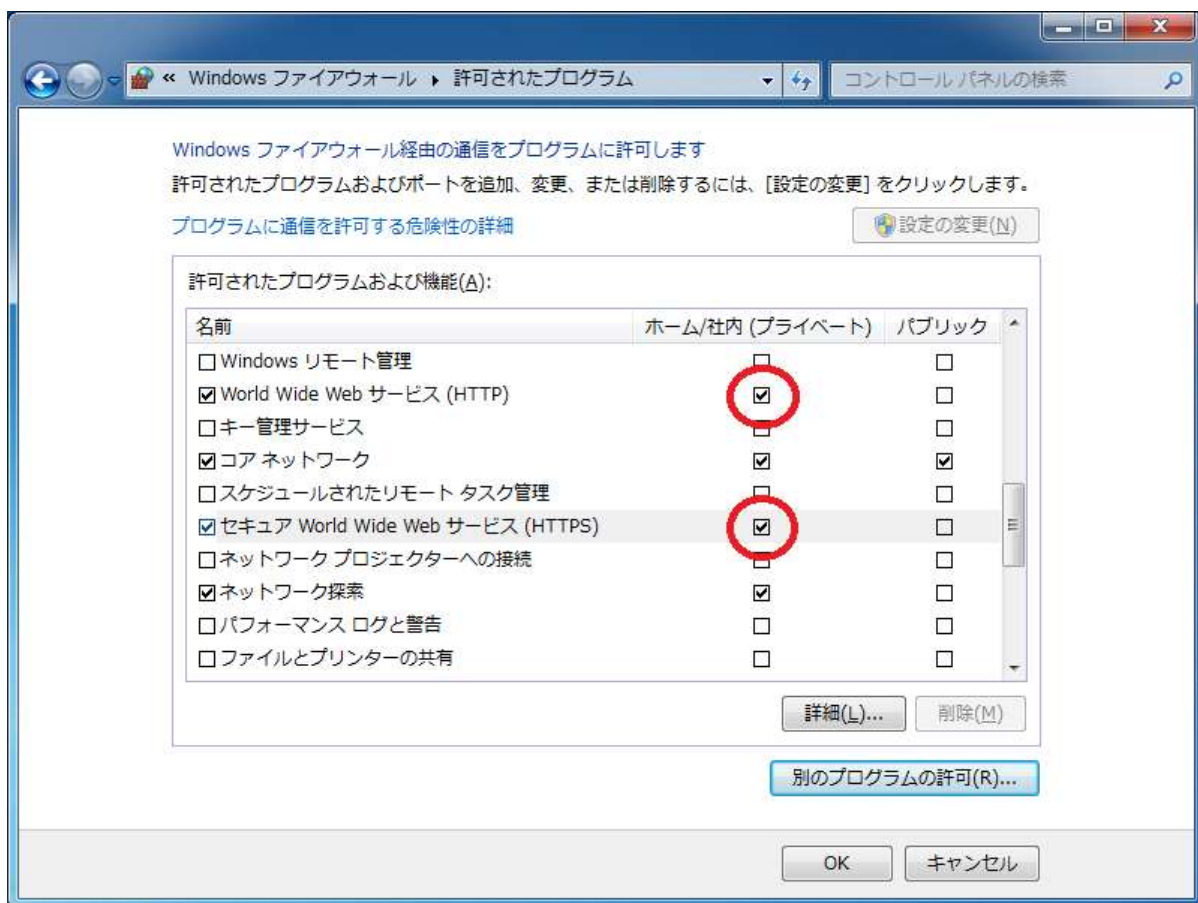 « Windows ファイアウォール ▸ 許可されたプログラム コントロール パネルの検索
Windows ファイアウォール経由の通信をプログラムに許可します
許可されたプログラムおよびポートを追加、変更、または削除するには、[設定の変更] をクリックします。
プログラムに通信を許可する危険性の詳細 設定の変更(N)
許可されたプログラムおよび機能(A):
名前 ホーム/社内 (プライベート) パブリック
Windows リモート管理
World Wide Web サービス (HTTP)
キー管理サービス
コア ネットワーク
スケジュールされたリモート タスク管理
セキュア World Wide Web サービス (HTTPS)
ネットワーク プロジェクターへの接続
ネットワーク探索
パフォーマンス ログと警告
ファイルとプリンターの共有
詳細(L)... 削除(M)
別のプログラムの許可(R)...
OK キャンセル